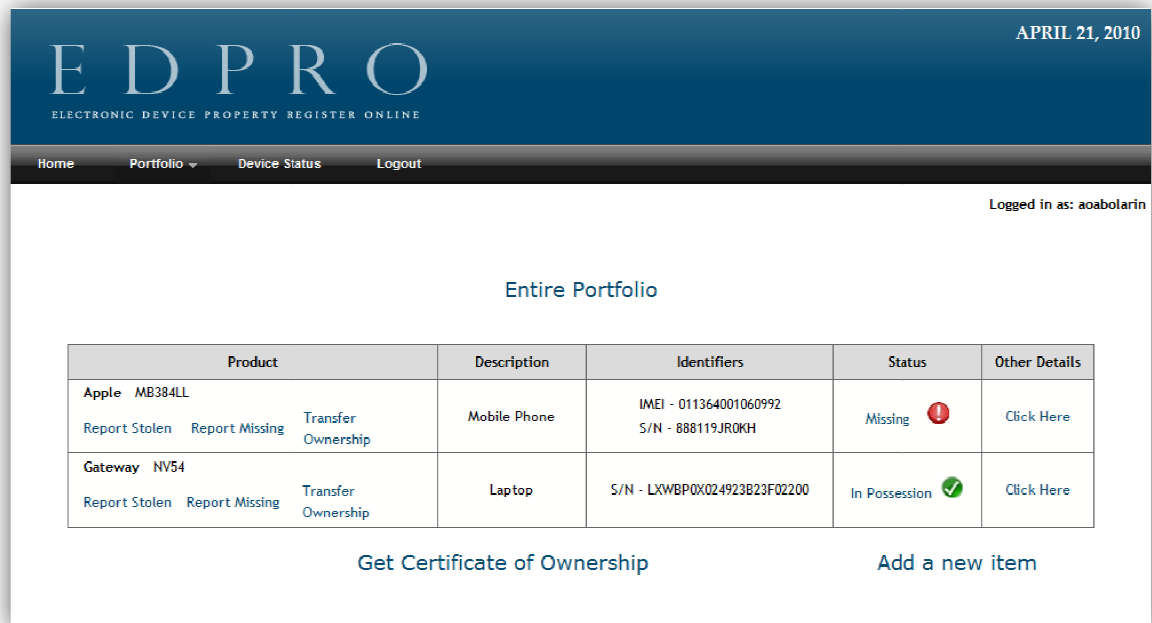 APRIL 21, 2010
EDPRO
ELECTRONIC DEVICE PROPERTY REGISTER ONLINE
Home Portfolio Device Status Logout
Logged in as: aoabolarin
Entire Portfolio
Product Description Identifiers Status Other Details
Apple MB384LL
Report Stolen Report Missing Transfer Ownership
Mobile Phone
IMEI - 011364001060992
S/N - 888119JR0KH
Missing
Click Here
Gateway NV54
Report Stolen Report Missing Transfer Ownership
Laptop
S/N - LXWBP0X024923B23F02200
In Possession
Click Here
Get Certificate of Ownership Add a new item